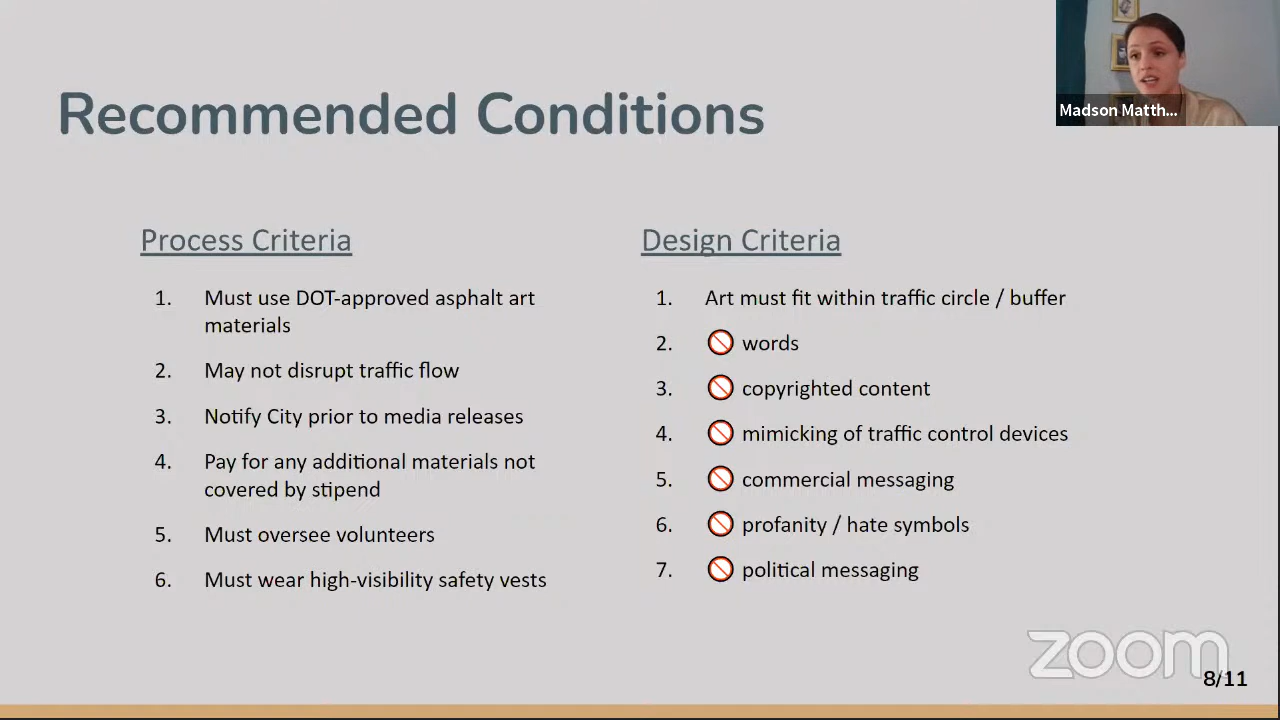 Recommended Conditions
Madson Matth...
Process Criteria
1. Must use DOT-approved asphalt art
materials
2. May not disrupt traffic flow
3. Notify City prior to media releases
4. Pay for any additional materials not
covered by stipend
5. Must oversee volunteers
6. Must wear high-visibility safety vests
Design Criteria
1. Art must fit within traffic circle / buffer
2. words
3. copyrighted content
4. mimicking of traffic control devices
5. commercial messaging
6. profanity / hate symbols
7. political messaging
zoom
8/11